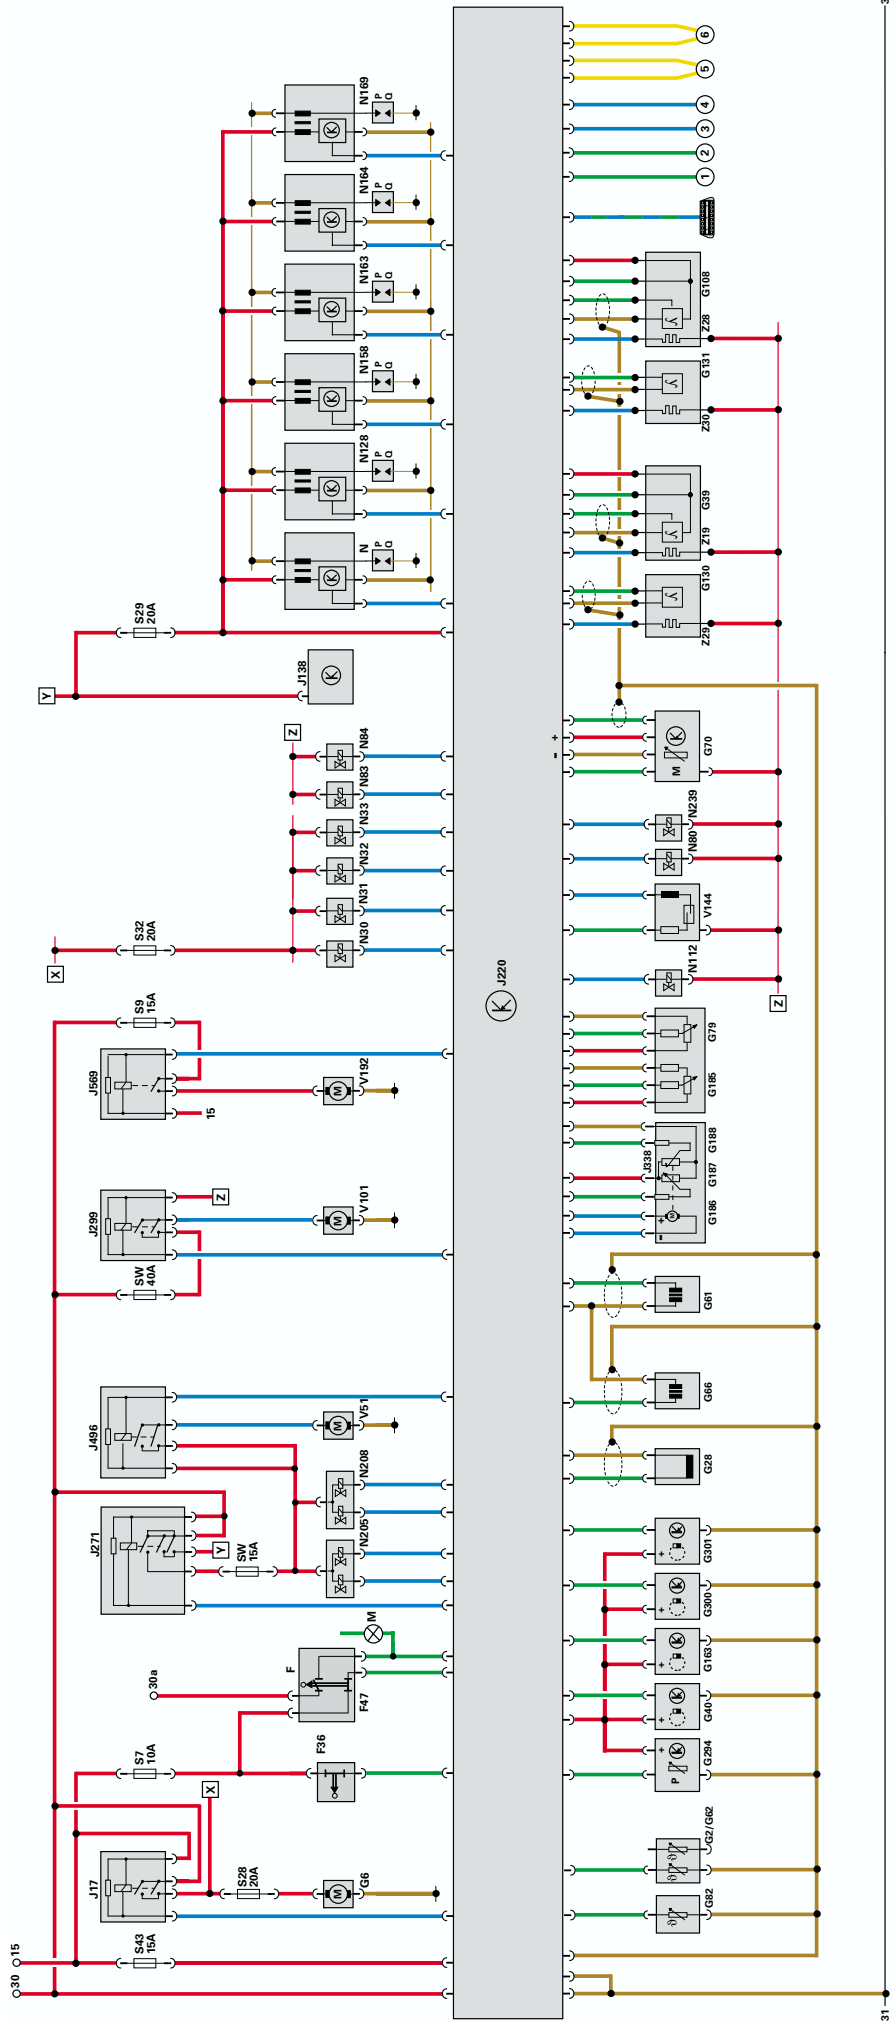 30
15
S43
15A
J17
S28
20A
G6
X
S7
10A
F36
30a
F
F47
M
J271
Y
SW
15A
N205
N208
J496
V51
M
SW
40A
J299
Z
V101
M
J569
15
S9
15A
V192
M
X
S32
20A
N30
N31
N32
N33
N83
N84
Z
Y
J138
K
S29
20A
N
N128
N158
N163
N164
N169
K
K
K
K
K
K
P
Q
P
Q
P
Q
P
Q
P
Q
P
Q
K
J220
- +
G82
G2/G62
G294
P
K
+
G40
K
+
G163
K
+
G300
K
+
G301
K
+
G28
G66
G61
J338
G186
G187
G188
M
- +
G185
G79
N112
V144
N80
N239
Z
G70
M
K
Z29
G130
Z19
G39
Z30
G131
Z28
G108
1
2
3
4
5
6
31